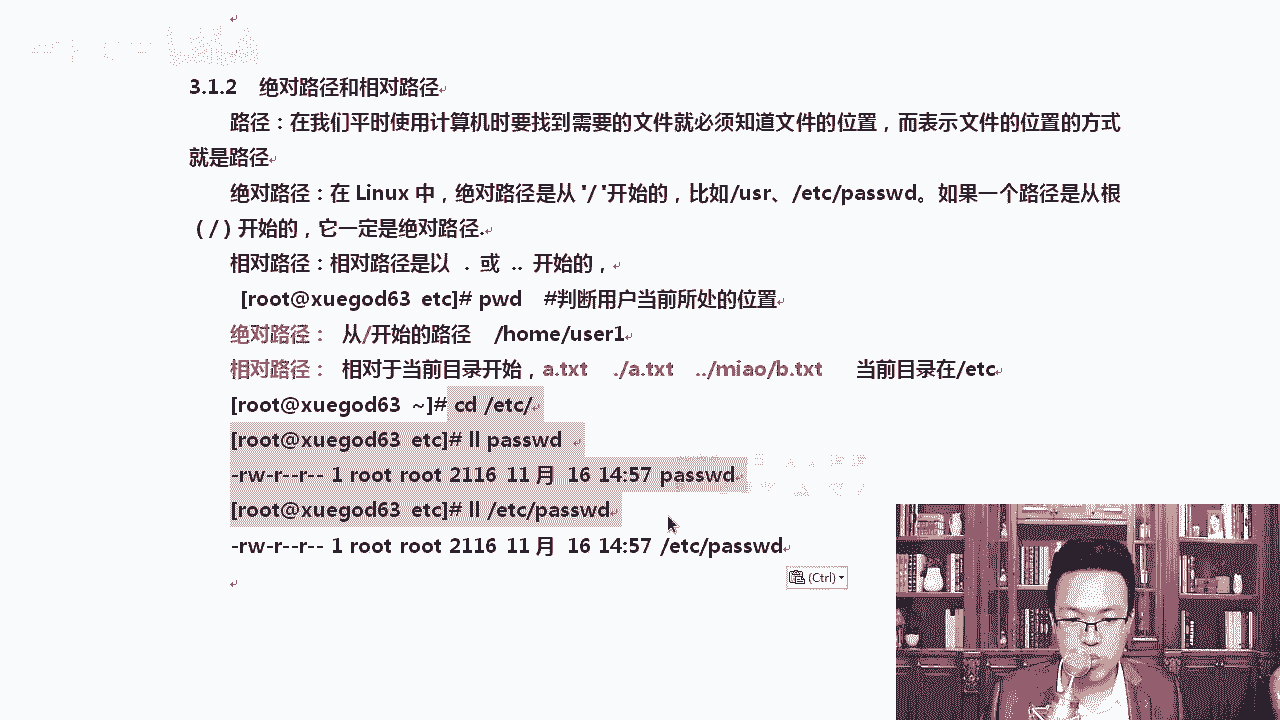 3.1.2 绝对路径和相对路径
路径：在我们平时使用计算机时要找到需要的文件就必须知道文件的位置，而表示文件的位置的方式
就是路径
绝对路径：在 Linux 中，绝对路径是从 '/ '开始的，比如/usr、/etc/passwd。如果一个路径是从根
（/）开始的，它一定是绝对路径.
相对路径：相对路径是以 . 或 .. 开始的，
[root@xuegod63 etc]# pwd #判断用户当前所处的位置
绝对路径： 从/开始的路径 /home/user1
相对路径： 相对于当前目录开始，a.txt ./a.txt ../miao/b.txt 当前目录在/etc
[root@xuegod63 ~]# cd /etc/
[root@xuegod63 etc]# ll passwd
-rw-r--r-- 1 root root 2116 11月 16 14:57 passwd
[root@xuegod63 etc]# ll /etc/passwd
-rw-r--r-- 1 root root 2116 11月 16 14:57 /etc/passwd
(Ctrl)